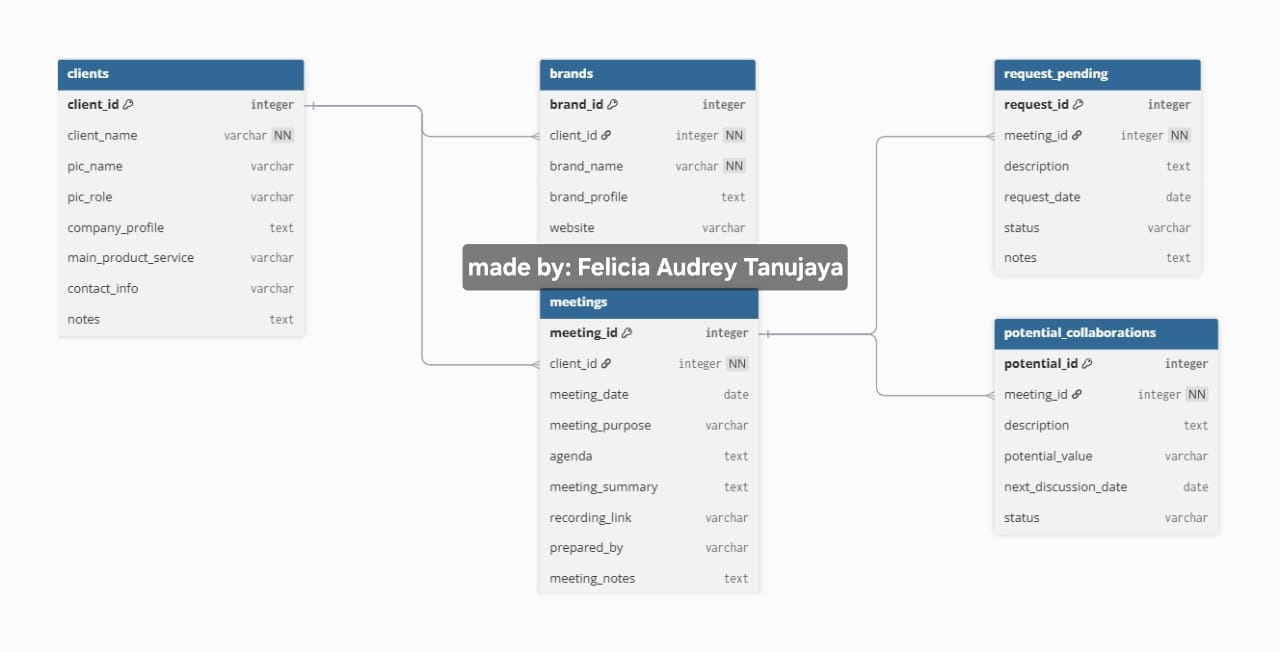 clients
client_id integer
client_name varchar NN
pic_name varchar
pic_role varchar
company_profile text
main_product_service varchar
contact_info varchar
notes text
brands
brand_id integer
client_id integer NN
brand_name varchar NN
brand_profile text
website varchar
made by: Felicia Audrey Tanujaya
meetings
meeting_id integer
client_id integer NN
meeting_date date
meeting_purpose varchar
agenda text
meeting_summary text
recording_link varchar
prepared_by varchar
meeting_notes text
request_pending
request_id integer
meeting_id integer NN
description text
request_date date
status varchar
notes text
potential_collaborations
potential_id integer
meeting_id integer NN
description text
potential_value varchar
next_discussion_date date
status varchar